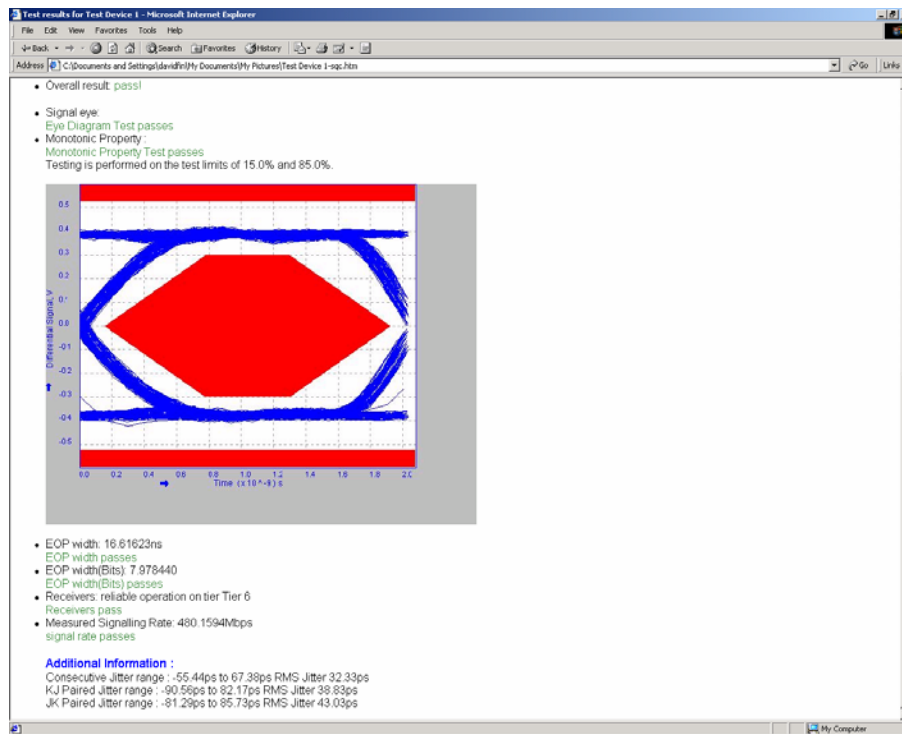 Test results for Test Device 1 - Microsoft Internet Explorer
File Edit View Favorites Tools Help
Back Search Favorites History
Address C:\Documents and Settings\davidfin\My Documents\My Pictures\Test Device 1-sqc.htm Go Links
Overall result: pass!
Signal eye:
Eye Diagram Test passes
Monotonic Property :
Monotonic Property Test passes
Testing is performed on the test limits of 15.0% and 85.0%.
0.5
0.4
0.3
0.2
0.1
0.0
-0.1
-0.2
-0.3
-0.4
-0.5
Differential Signal, V
0.0 0.2 0.4 0.6 0.8 1.0 1.2 1.4 1.6 1.8 2.0
Time (x10^-9) s
EOP width: 16.61623ns
EOP width passes
EOP width(Bits): 7.978440
EOP width(Bits) passes
Receivers: reliable operation on tier Tier 6
Receivers pass
Measured Signalling Rate: 480.1594Mbps
signal rate passes
Additional Information :
Consecutive Jitter range : -55.44ps to 67.38ps RMS Jitter 32.33ps
KJ Paired Jitter range : -90.56ps to 82.17ps RMS Jitter 38.83ps
JK Paired Jitter range : -81.29ps to 85.73ps RMS Jitter 43.03ps
My Computer